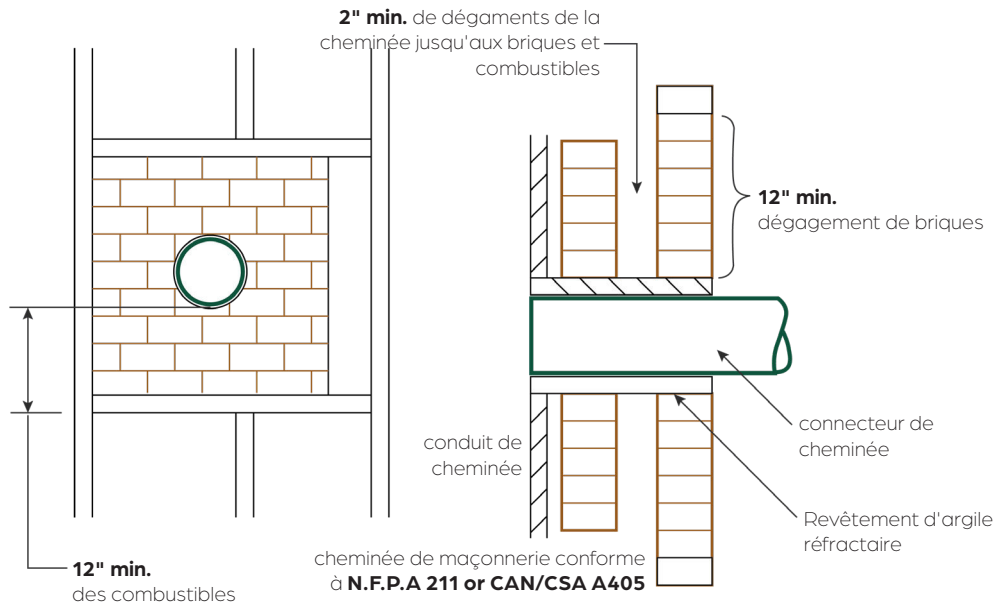 2" min. de dégaments de la
cheminée jusqu'aux briques et
combustibles
12" min.
dégagement de briques
conduit de
cheminée
connecteur de
cheminée
Revêtement d'argile
réfractaire
cheminée de maçonnerie conforme
à N.F.P.A 211 or CAN/CSA A405
12" min.
des combustibles